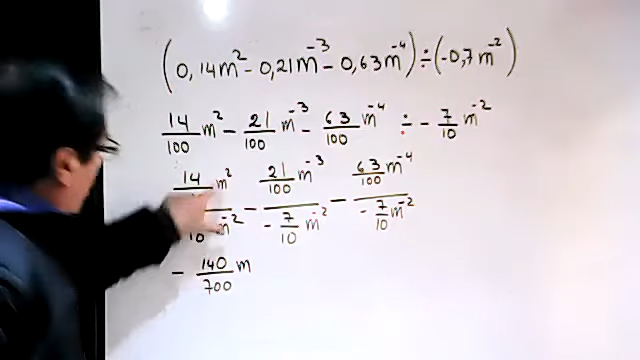 (0,14m² - 0,21m⁻³ - 0,63m⁻⁴) ÷ (-0,7m⁻²)
14/100 m² - 21/100 m⁻³ - 63/100 m⁻⁴ ÷ - 7/10 m⁻²
14 m² - 21/100 m⁻³ - 63/100 m⁻⁴
10 m⁻² - 7/10 m⁻² - 7/10 m⁻²
- 140/700 m